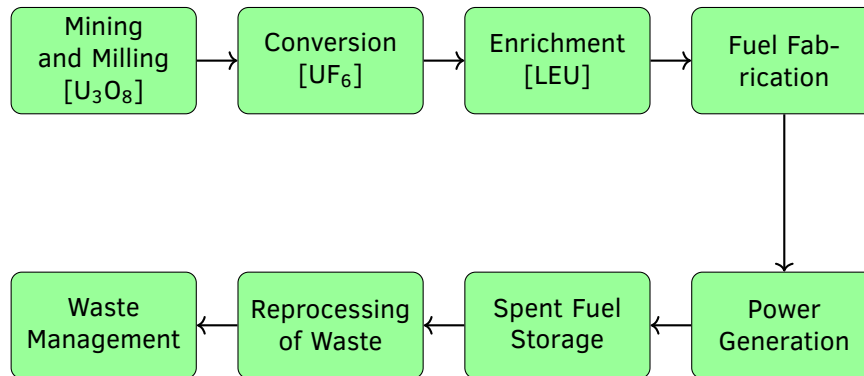 Mining
and Milling
[U₃O₈]
Conversion
[UF₆]
Enrichment
[LEU]
Fuel Fab-
rication
Waste
Management
Reprocessing
of Waste
Spent Fuel
Storage
Power
Generation